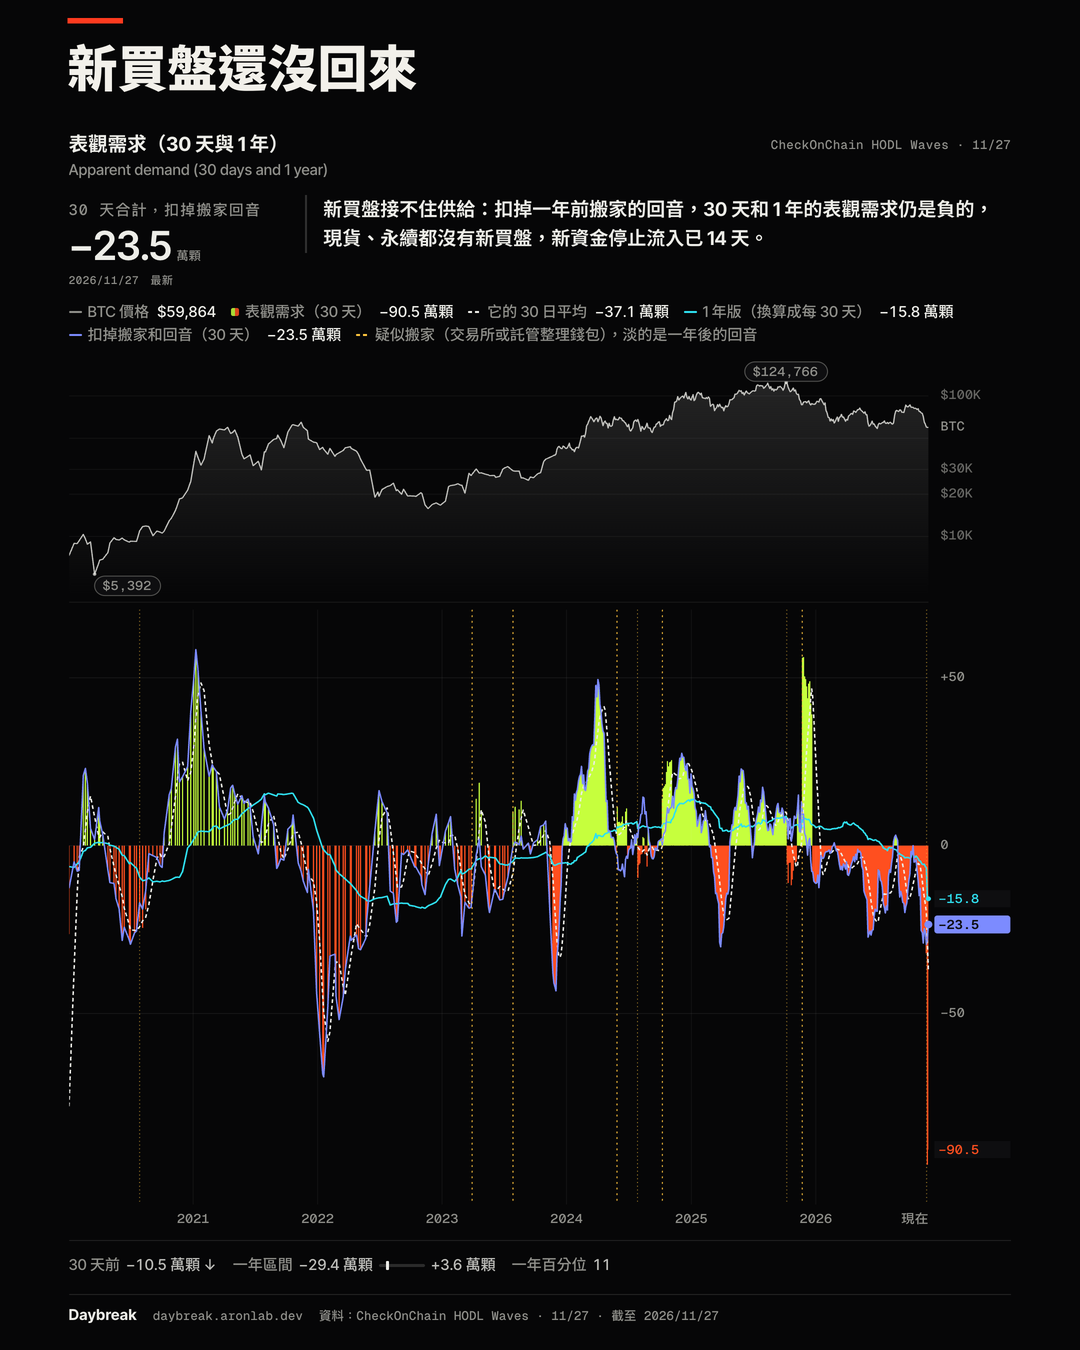 新買盤還沒回來
表觀需求（30 天與 1 年）
CheckOnChain HODL Waves · 11/27
Apparent demand (30 days and 1 year)
30 天合計，扣掉搬家回音
−23.5 萬顆
2026/11/27 最新
新買盤接不住供給：扣掉一年前搬家的回音，30 天和 1 年的表觀需求仍是負的，
現貨、永續都沒有新買盤，新資金停止流入已 14 天。
BTC 價格 $59,864 表觀需求（30 天） −90.5 萬顆 它的 30 日平均 −37.1 萬顆 1 年版（換算成每 30 天） −15.8 萬顆
扣掉搬家和回音（30 天） −23.5 萬顆 疑似搬家（交易所或託管整理錢包），淡的是一年後的回音
$124,766
$100K
BTC
$30K
$20K
$10K
$5,392
+50
0
−15.8
−23.5
−50
−90.5
2021 2022 2023 2024 2025 2026 現在
30 天前 −10.5 萬顆 ↓ 一年區間 −29.4 萬顆 +3.6 萬顆 一年百分位 11
Daybreak daybreak.aronlab.dev 資料：CheckOnChain HODL Waves · 11/27 · 截至 2026/11/27